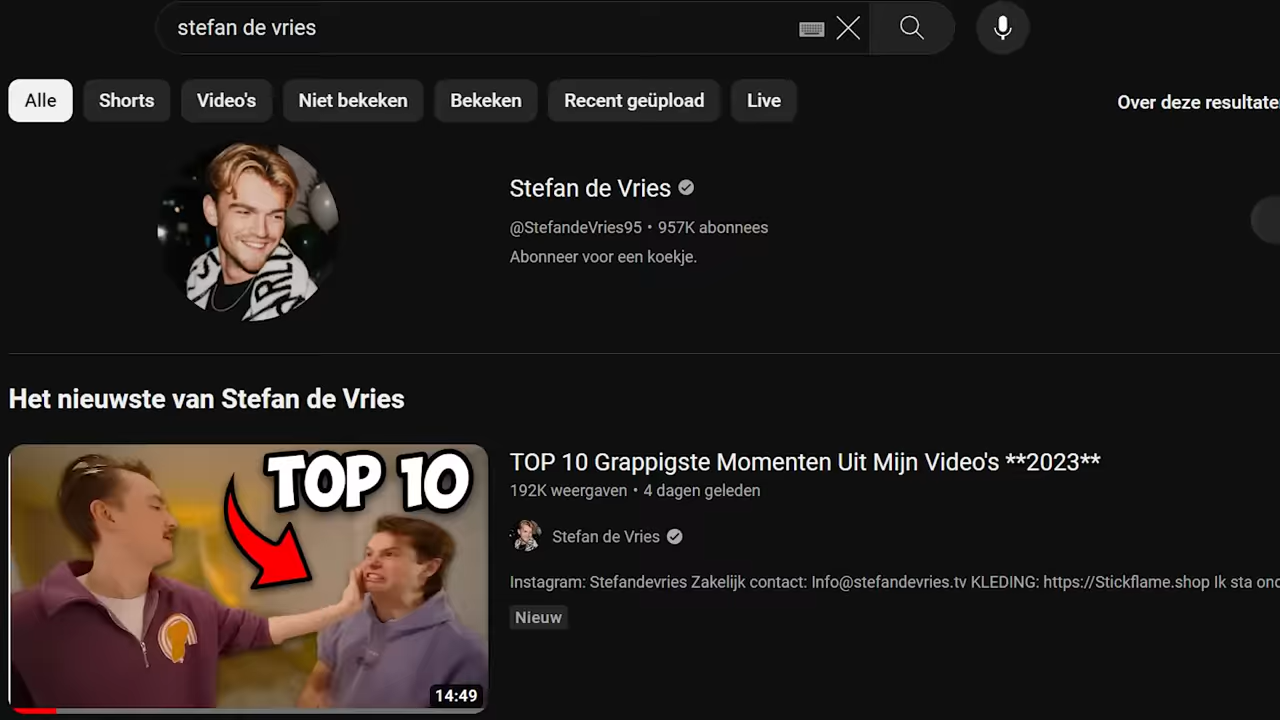 stefan de vries
Alle Shorts Video's Niet bekeken Bekeken Recent geüpload Live Over deze resultate
Stefan de Vries
@StefandeVries95 • 957K abonnees
Abonneer voor een koekje.
Het nieuwste van Stefan de Vries
TOP 10
14:49
TOP 10 Grappigste Momenten Uit Mijn Video's **2023**
192K weergaven • 4 dagen geleden
Stefan de Vries
Instagram: Stefandevries Zakelijk contact: Info@stefandevries.tv KLEDING: https://Stickflame.shop Ik sta ond
Nieuw